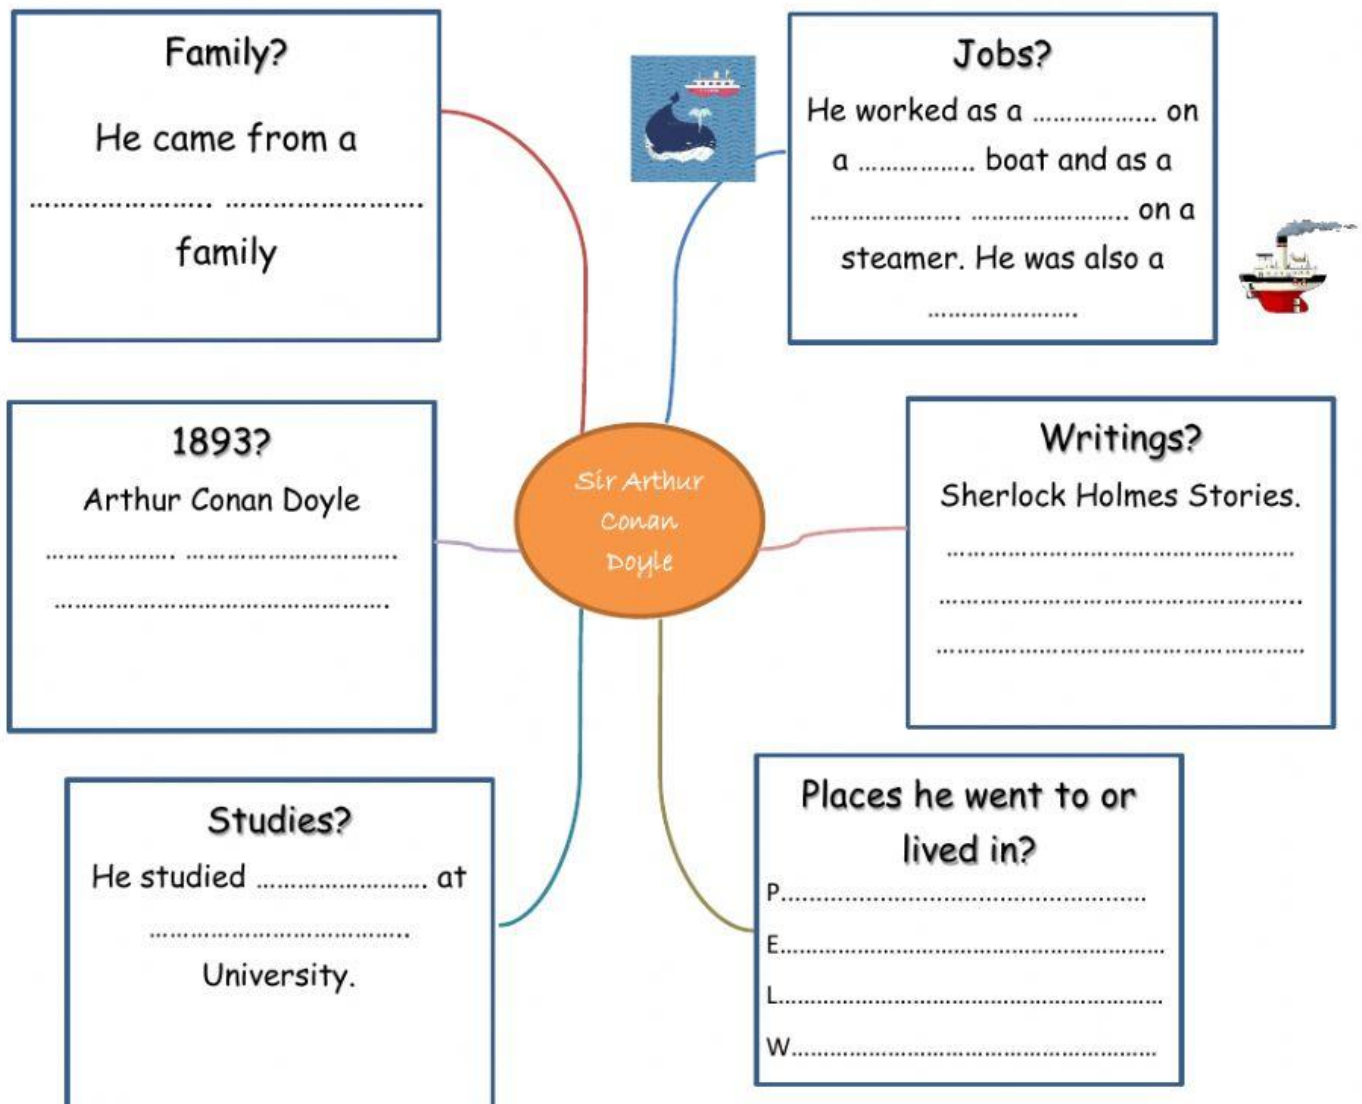 Family?
He came from a
………………….. …………………….
family
Jobs?
He worked as a ……………... on
a …………….. boat and as a
………………. ……………….. on a
steamer. He was also a
……………….
1893?
Arthur Conan Doyle
……………. ……………………..
……………………………………….
Sir Arthur
Conan
Doyle
Writings?
Sherlock Holmes Stories.
…………………………………………
…………………………………………..
……………………………………………
Studies?
He studied ……………………. at
……………………………..
University.
Places he went to or
lived in?
P……………………………………………
E………………………………………………
L………………………………………………
W……………………………………………